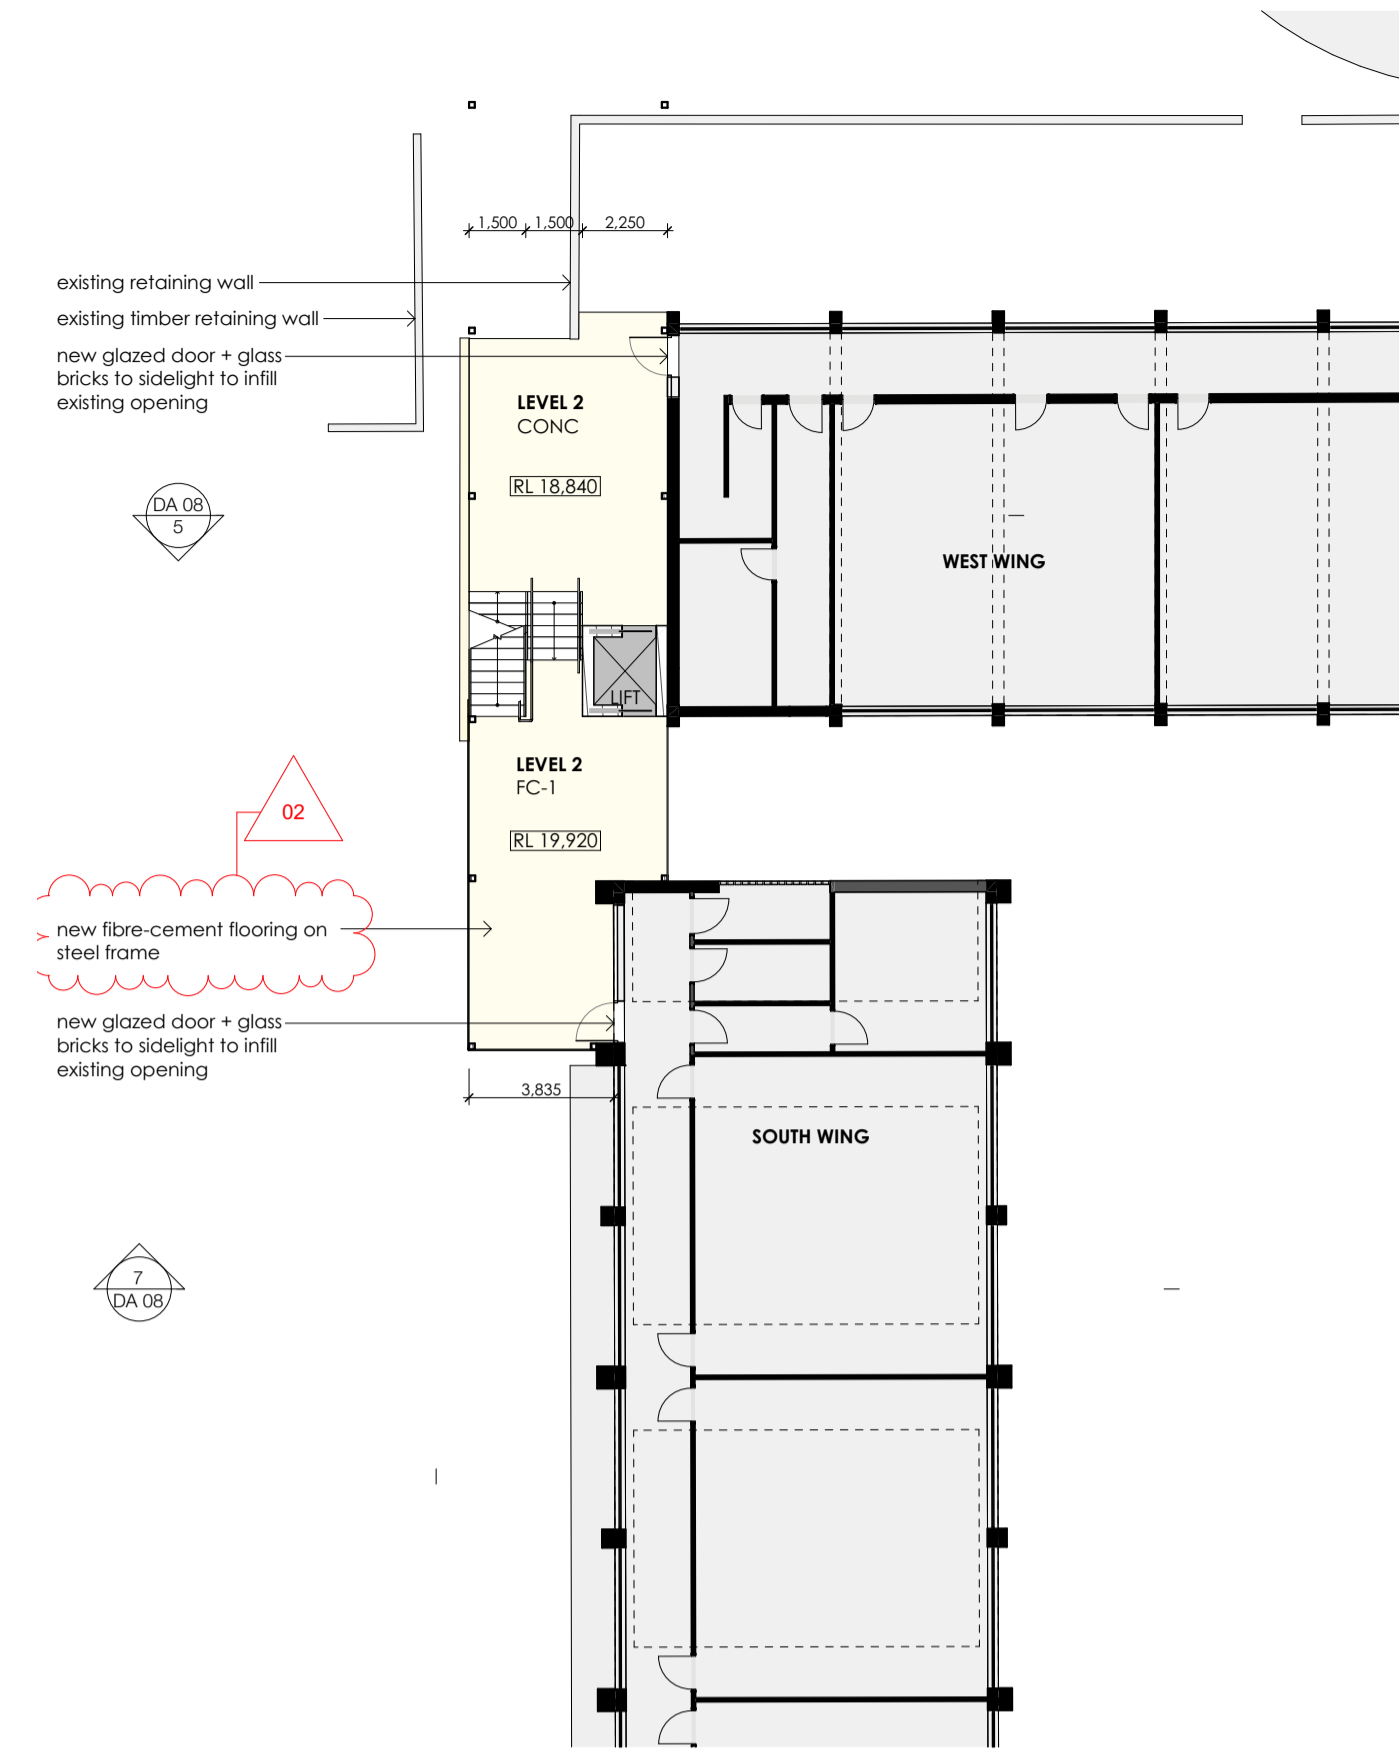 1,500 1,500 2,250
existing retaining wall
existing timber retaining wall
new glazed door + glass
bricks to sidelight to infill
existing opening
LEVEL 2
CONC
RL 18,840
DA 08
5
WEST WING
LIFT
LEVEL 2
FC-1
RL 19,920
02
new fibre-cement flooring on
steel frame
new glazed door + glass
bricks to sidelight to infill
existing opening
3,835
SOUTH WING
7
DA 08